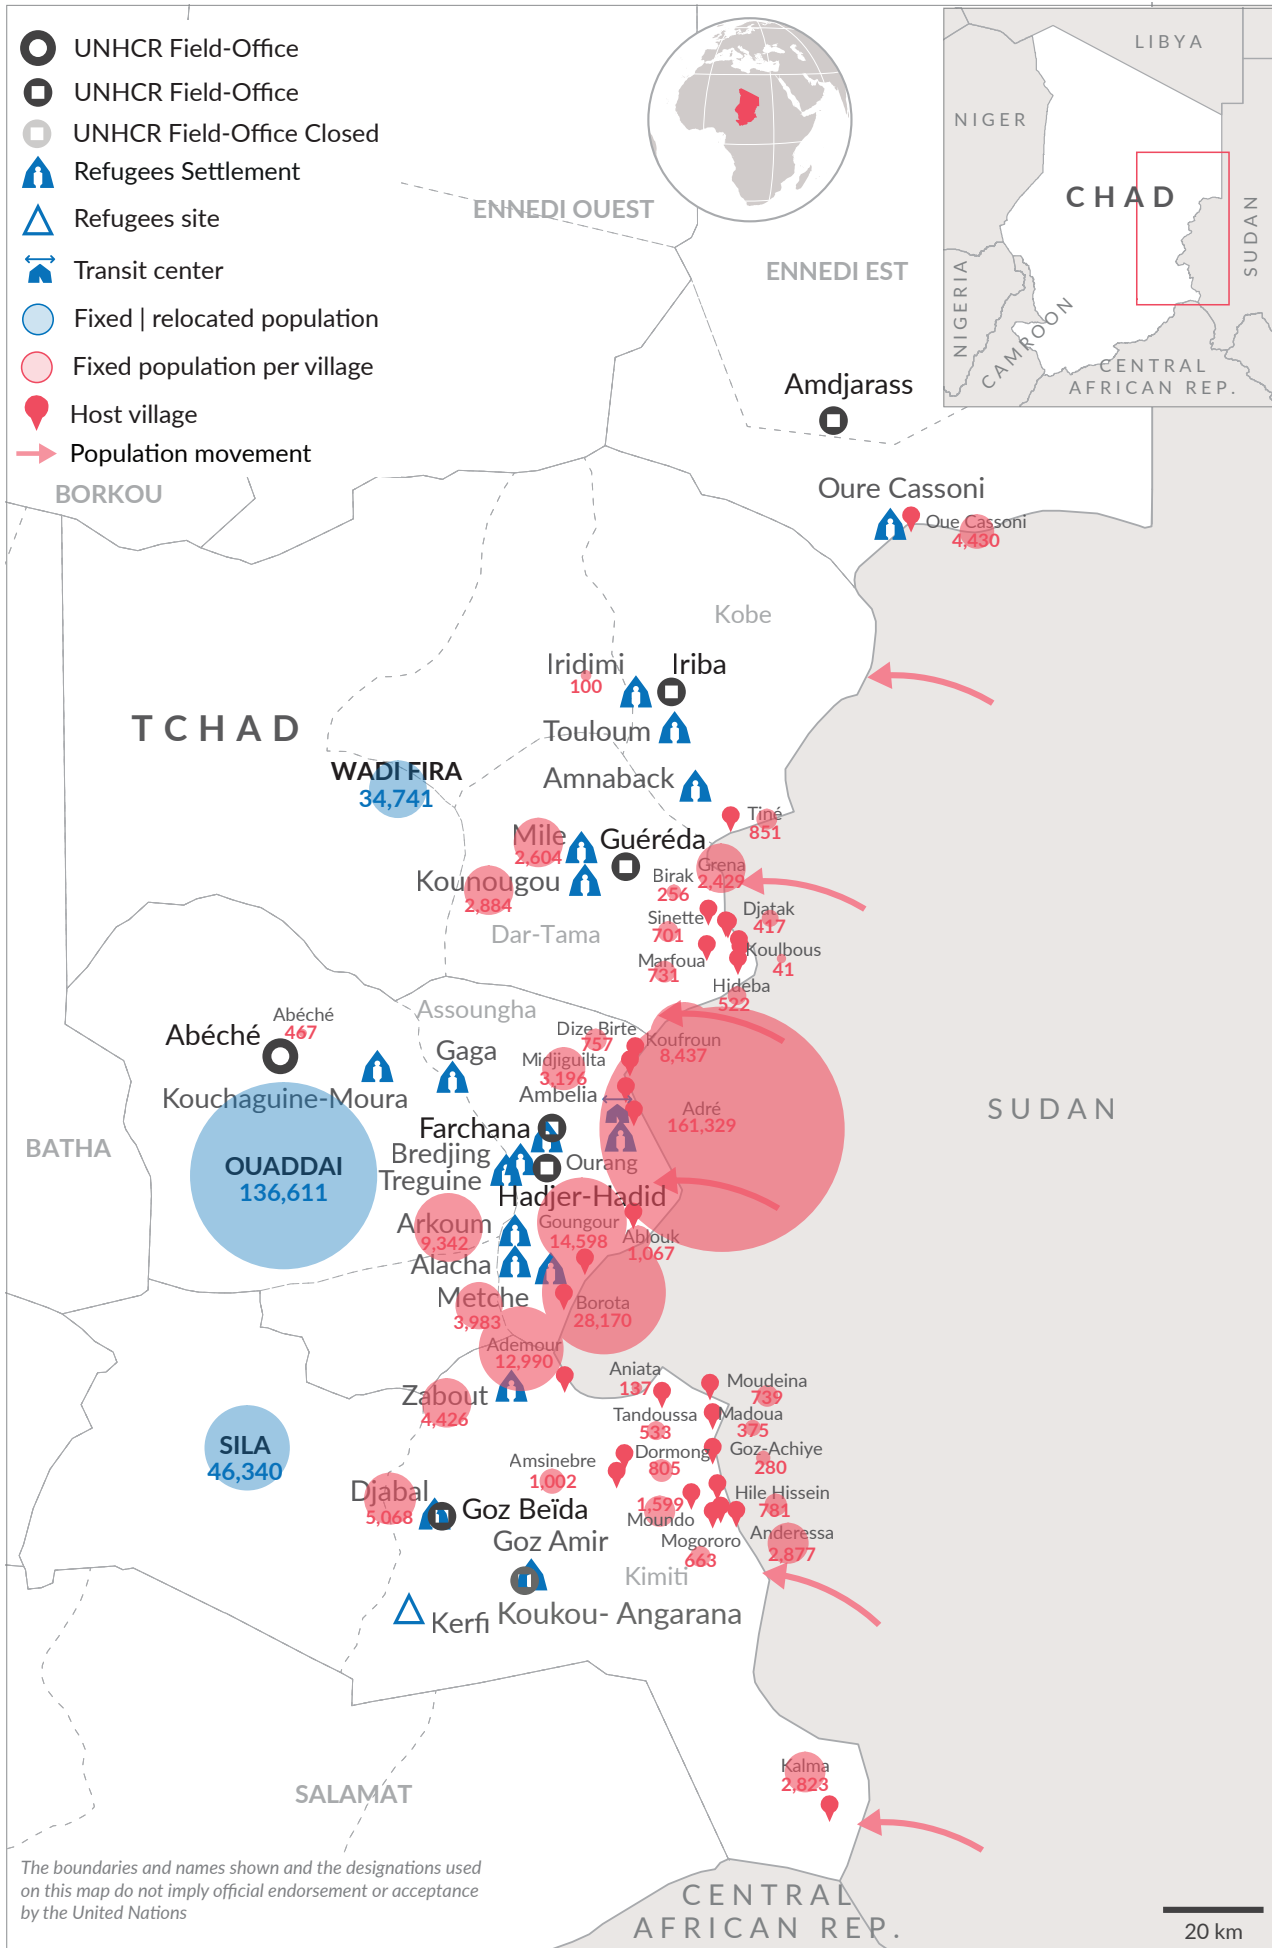 UNHCR Field-Office
UNHCR Field-Office
UNHCR Field-Office Closed
Refugees Settlement
Refugees site
Transit center
Fixed | relocated population
Fixed population per village
Host village
Population movement
LIBYA
NIGER
CHAD
SUDAN
NIGERIA
CAMROON
CENTRAL
AFRICAN REP.
ENNEDI OUEST
ENNEDI EST
Amdjarass
BORKOU
Oure Cassoni
Oue Cassoni
4,430
Kobe
Iridimi
100
Iriba
Touloum
TCHAD
WADI FIRA
34,741
Amnaback
Tiné
851
Mile
2,604
Guéréda
Grena
2,429
Kounougou
2,884
Birak
256
Sinette
701
Djatak
417
Dar-Tama
Koulbous
41
Marfoua
731
Hideba
522
Assoungha
Abéché
467
Abéché
Dize Birte
757
Koufroun
8,437
Gaga
Midjiguilta
3,196
Kouchaguine-Moura
Ambelia
Adré
161,329
SUDAN
Farchana
BATHA
Bredjing
Ourang
OUADDAI
136,611
Treguine
Hadjer-Hadid
Arkoum
9,342
Goungour
14,598
Ablouk
1,067
Alacha
Metche
3,983
Borota
28,170
Ademour
12,990
Aniata
137
Moudeina
739
Zabout
4,426
Tandoussa
533
Madoua
375
SILA
46,340
Dormong
805
Goz-Achiye
280
Amsinebre
1,002
Djabal
5,068
Hile Hissein
781
1,599
Moundo
Goz Beïda
Anderessa
2,877
Mogororo
663
Goz Amir
Kimiti
Koukou- Angarana
Kerfi
Kalma
2,823
SALAMAT
The boundaries and names shown and the designations used
on this map do not imply official endorsement or acceptance
by the United Nations
CENTRAL
AFRICAN REP.
20 km